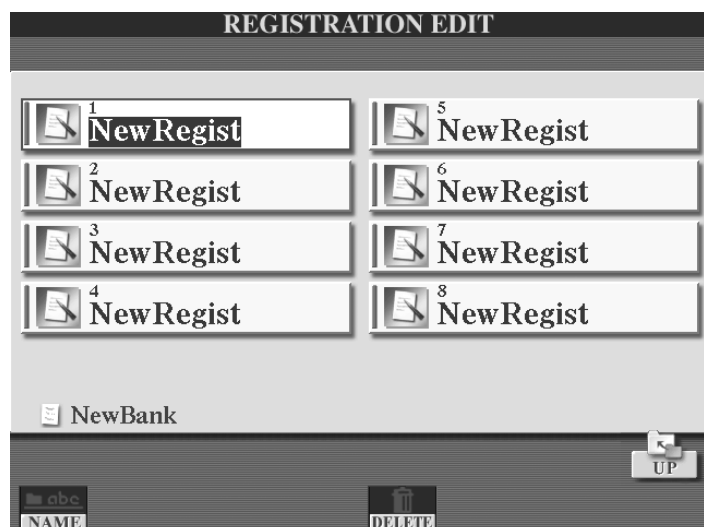 REGISTRATION EDIT
1
NewRegist
2
NewRegist
3
NewRegist
4
NewRegist
5
NewRegist
6
NewRegist
7
NewRegist
8
NewRegist
NewBank
UP
abc
NAME
DELETE